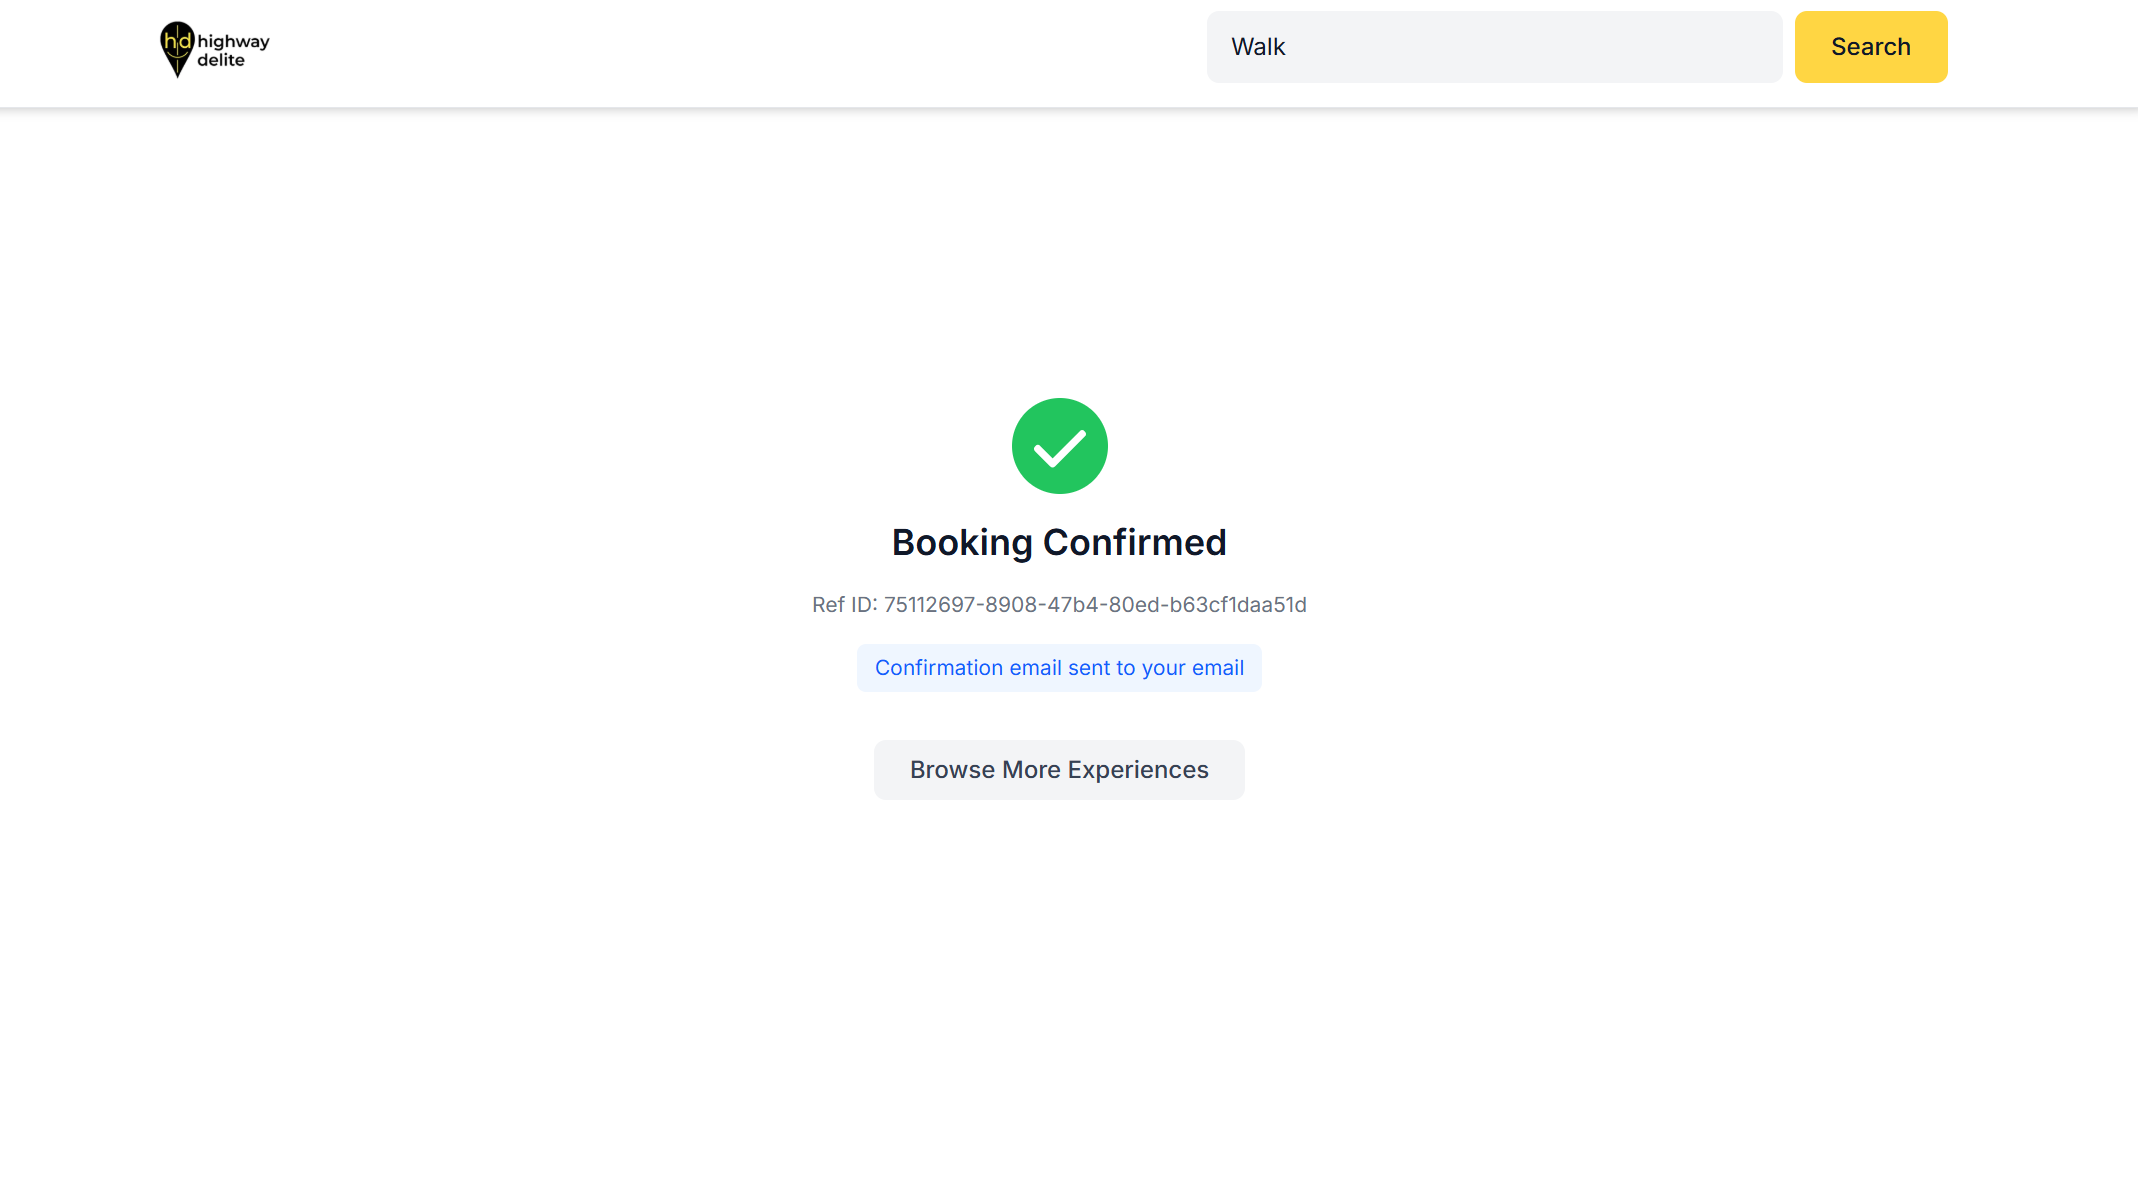 hd highway
delite
Walk
Search
Booking Confirmed
Ref ID: 75112697-8908-47b4-80ed-b63cf1daa51d
Confirmation email sent to your email
Browse More Experiences